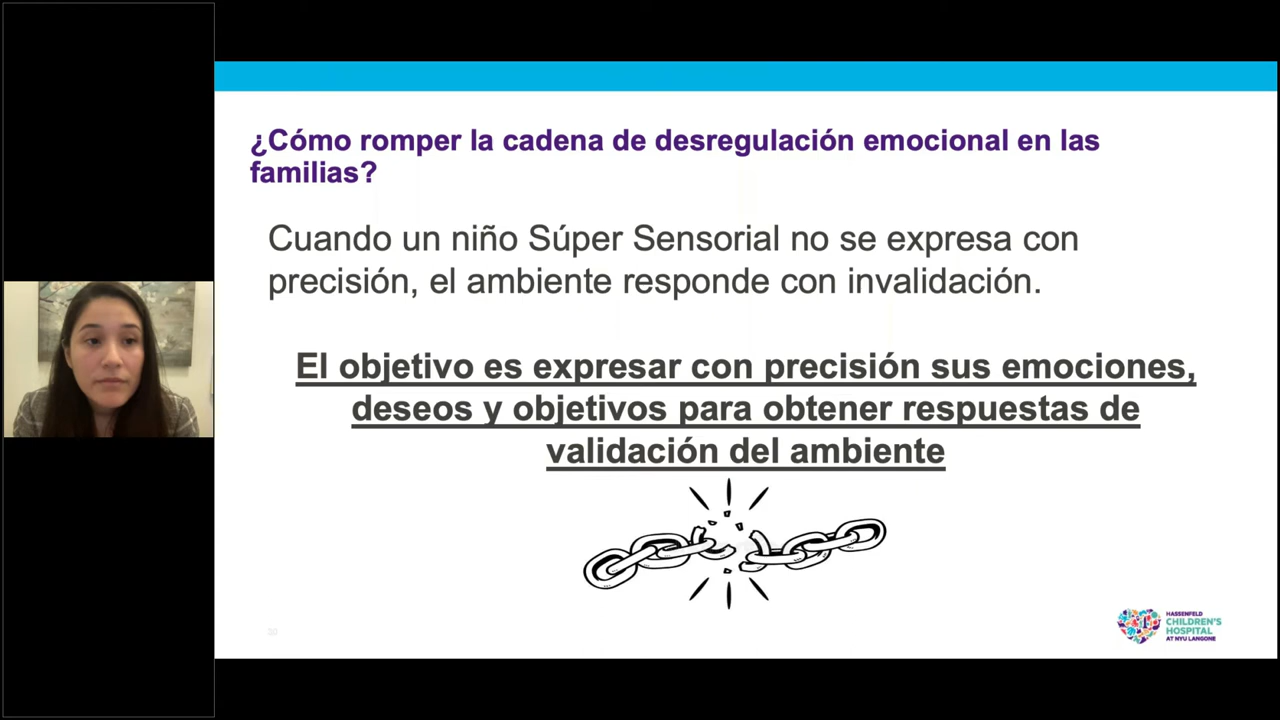 ¿Cómo romper la cadena de desregulación emocional en las
familias?
Cuando un niño Súper Sensorial no se expresa con
precisión, el ambiente responde con invalidación.
El objetivo es expresar con precisión sus emociones,
deseos y objetivos para obtener respuestas de
validación del ambiente
HASSENFELD
CHILDREN'S
HOSPITAL
AT NYU LANGONE